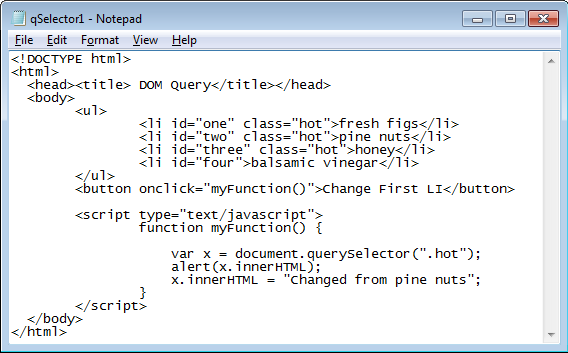 qSelector1 - Notepad
File Edit Format View Help
<!DOCTYPE html>
<html>
<head><title> DOM Query</title></head>
<body>
<ul>
<li id="one" class="hot">fresh figs</li>
<li id="two" class="hot">pine nuts</li>
<li id="three" class="hot">honey</li>
<li id="four">balsamic vinegar</li>
</ul>
<button onclick="myFunction()">Change First LI</button>
<script type="text/javascript">
function myFunction() {
var x = document.querySelector(".hot");
alert(x.innerHTML);
x.innerHTML = "Changed from pine nuts";
}
</script>
</body>
</html>